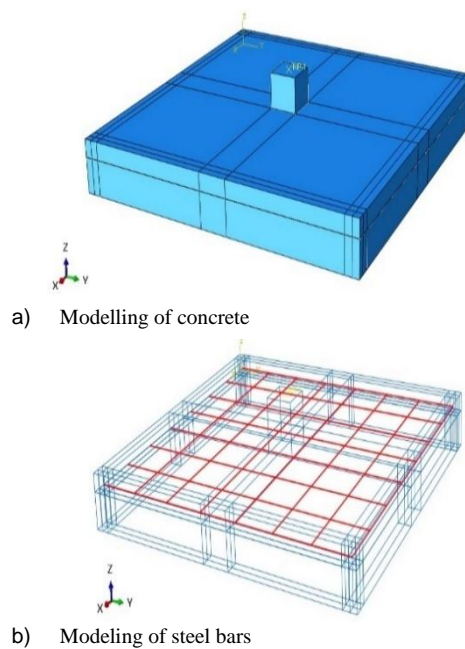 Z
X Y
a) Modelling of concrete
Z
X Y
b) Modeling of steel bars